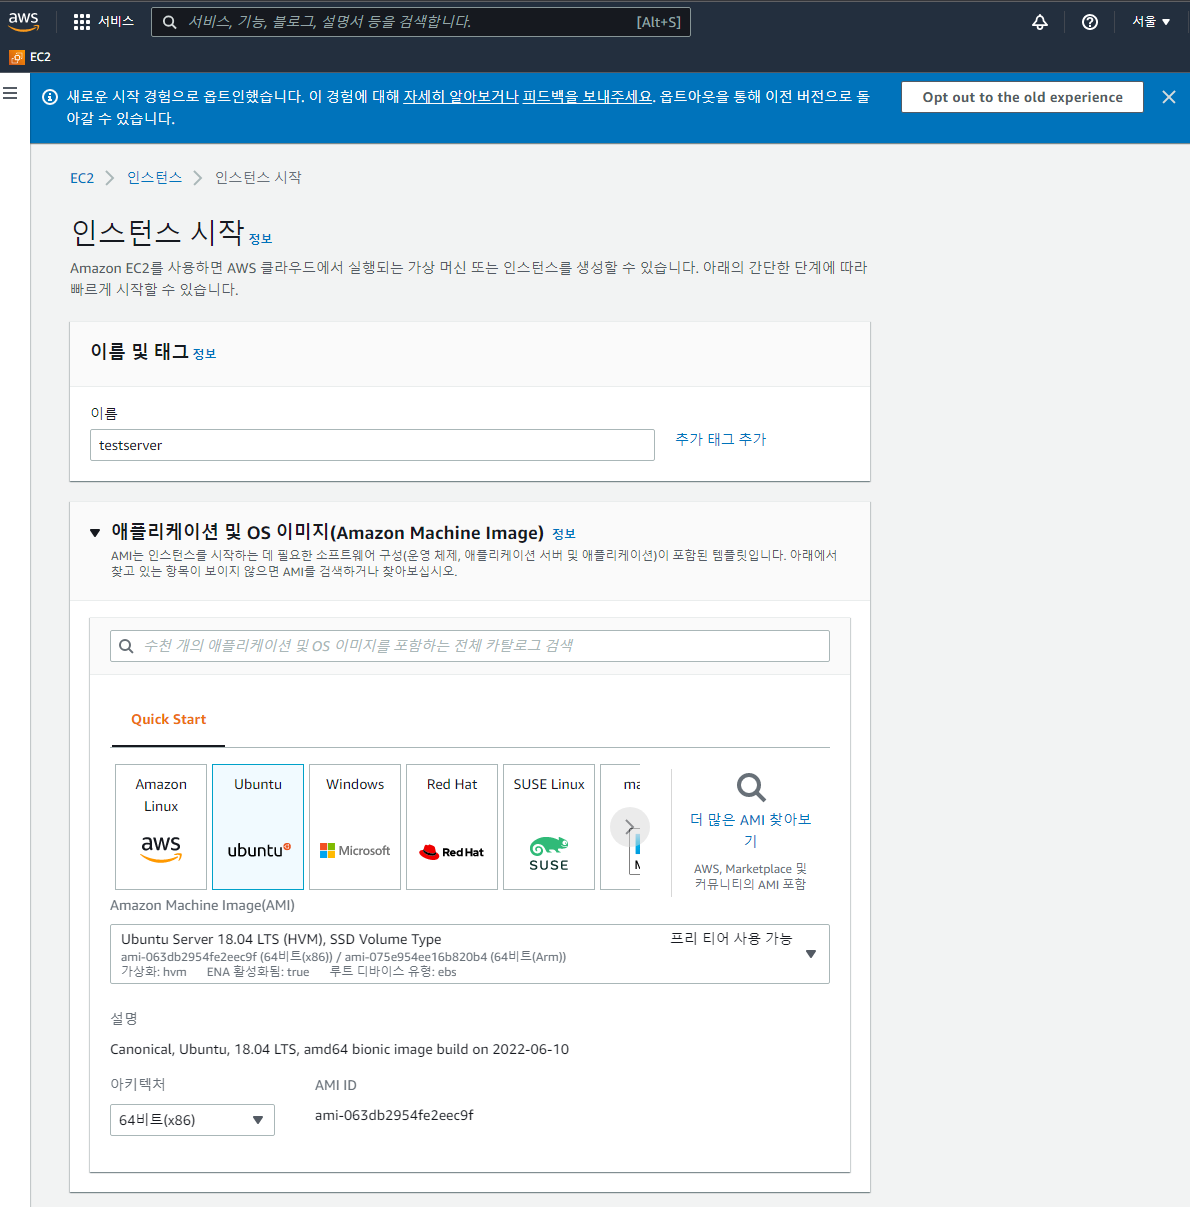 aws
서비스
서비스, 기능, 블로그, 설명서 등을 검색합니다.
[Alt+S]
서울
EC2
새로운 시작 경험으로 옵트인했습니다. 이 경험에 대해 자세히 알아보거나 피드백을 보내주세요. 옵트아웃을 통해 이전 버전으로 돌
아갈 수 있습니다.
Opt out to the old experience
EC2 인스턴스 인스턴스 시작
인스턴스 시작 정보
Amazon EC2를 사용하면 AWS 클라우드에서 실행되는 가상 머신 또는 인스턴스를 생성할 수 있습니다. 아래의 간단한 단계에 따라
빠르게 시작할 수 있습니다.
이름 및 태그 정보
이름
testserver
추가 태그 추가
애플리케이션 및 OS 이미지(Amazon Machine Image) 정보
AMI는 인스턴스를 시작하는 데 필요한 소프트웨어 구성(운영 체제, 애플리케이션 서버 및 애플리케이션)이 포함된 템플릿입니다. 아래에서
찾고 있는 항목이 보이지 않으면 AMI를 검색하거나 찾아보십시오.
수천 개의 애플리케이션 및 OS 이미지를 포함하는 전체 카탈로그 검색
Quick Start
Amazon
Linux
aws
Ubuntu
ubuntu
Windows
Microsoft
Red Hat
Red Hat
SUSE Linux
SUSE
더 많은 AMI 찾아보
기
AWS, Marketplace 및
커뮤니티의 AMI 포함
Amazon Machine Image(AMI)
Ubuntu Server 18.04 LTS (HVM), SSD Volume Type
프리 티어 사용 가능
ami-063db2954fe2eec9f (64비트(x86)) / ami-075e954ee16b820b4 (64비트(Arm))
가상화: hvm ENA 활성화됨: true 루트 디바이스 유형: ebs
설명
Canonical, Ubuntu, 18.04 LTS, amd64 bionic image build on 2022-06-10
아키텍처
64비트(x86)
AMI ID
ami-063db2954fe2eec9f